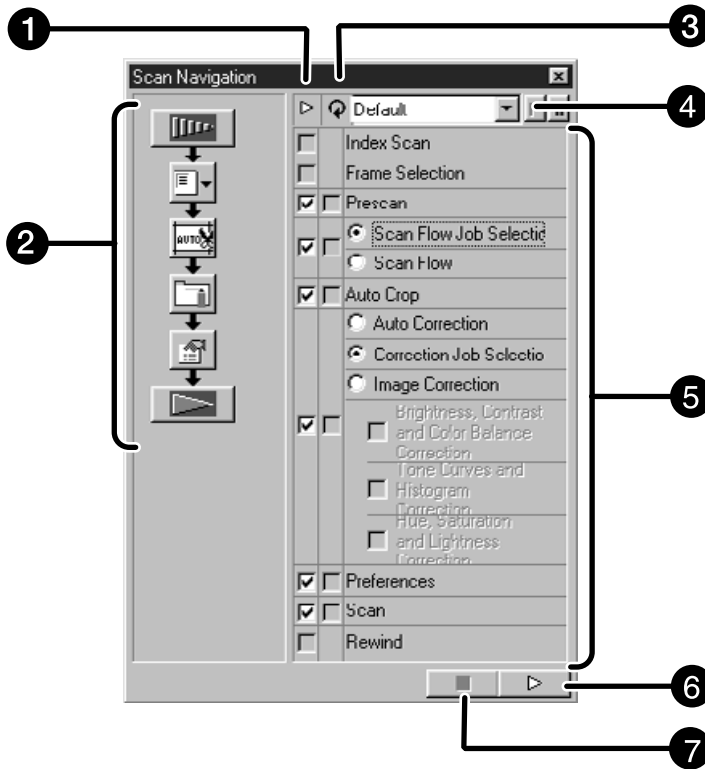 1
3
Scan Navigation
Default
4
Index Scan
Frame Selection
Prescan
2
AUTO
Scan Flow Job Selectio
Scan Flow
Auto Crop
Auto Correction
Correction Job Selectio
Image Correction
5
Brightness, Contrast
and Color Balance
Correction
Tone Curves and
Histogram
Correction
Hue, Saturation
and Lightness
Correction
Preferences
Scan
Rewind
6
7